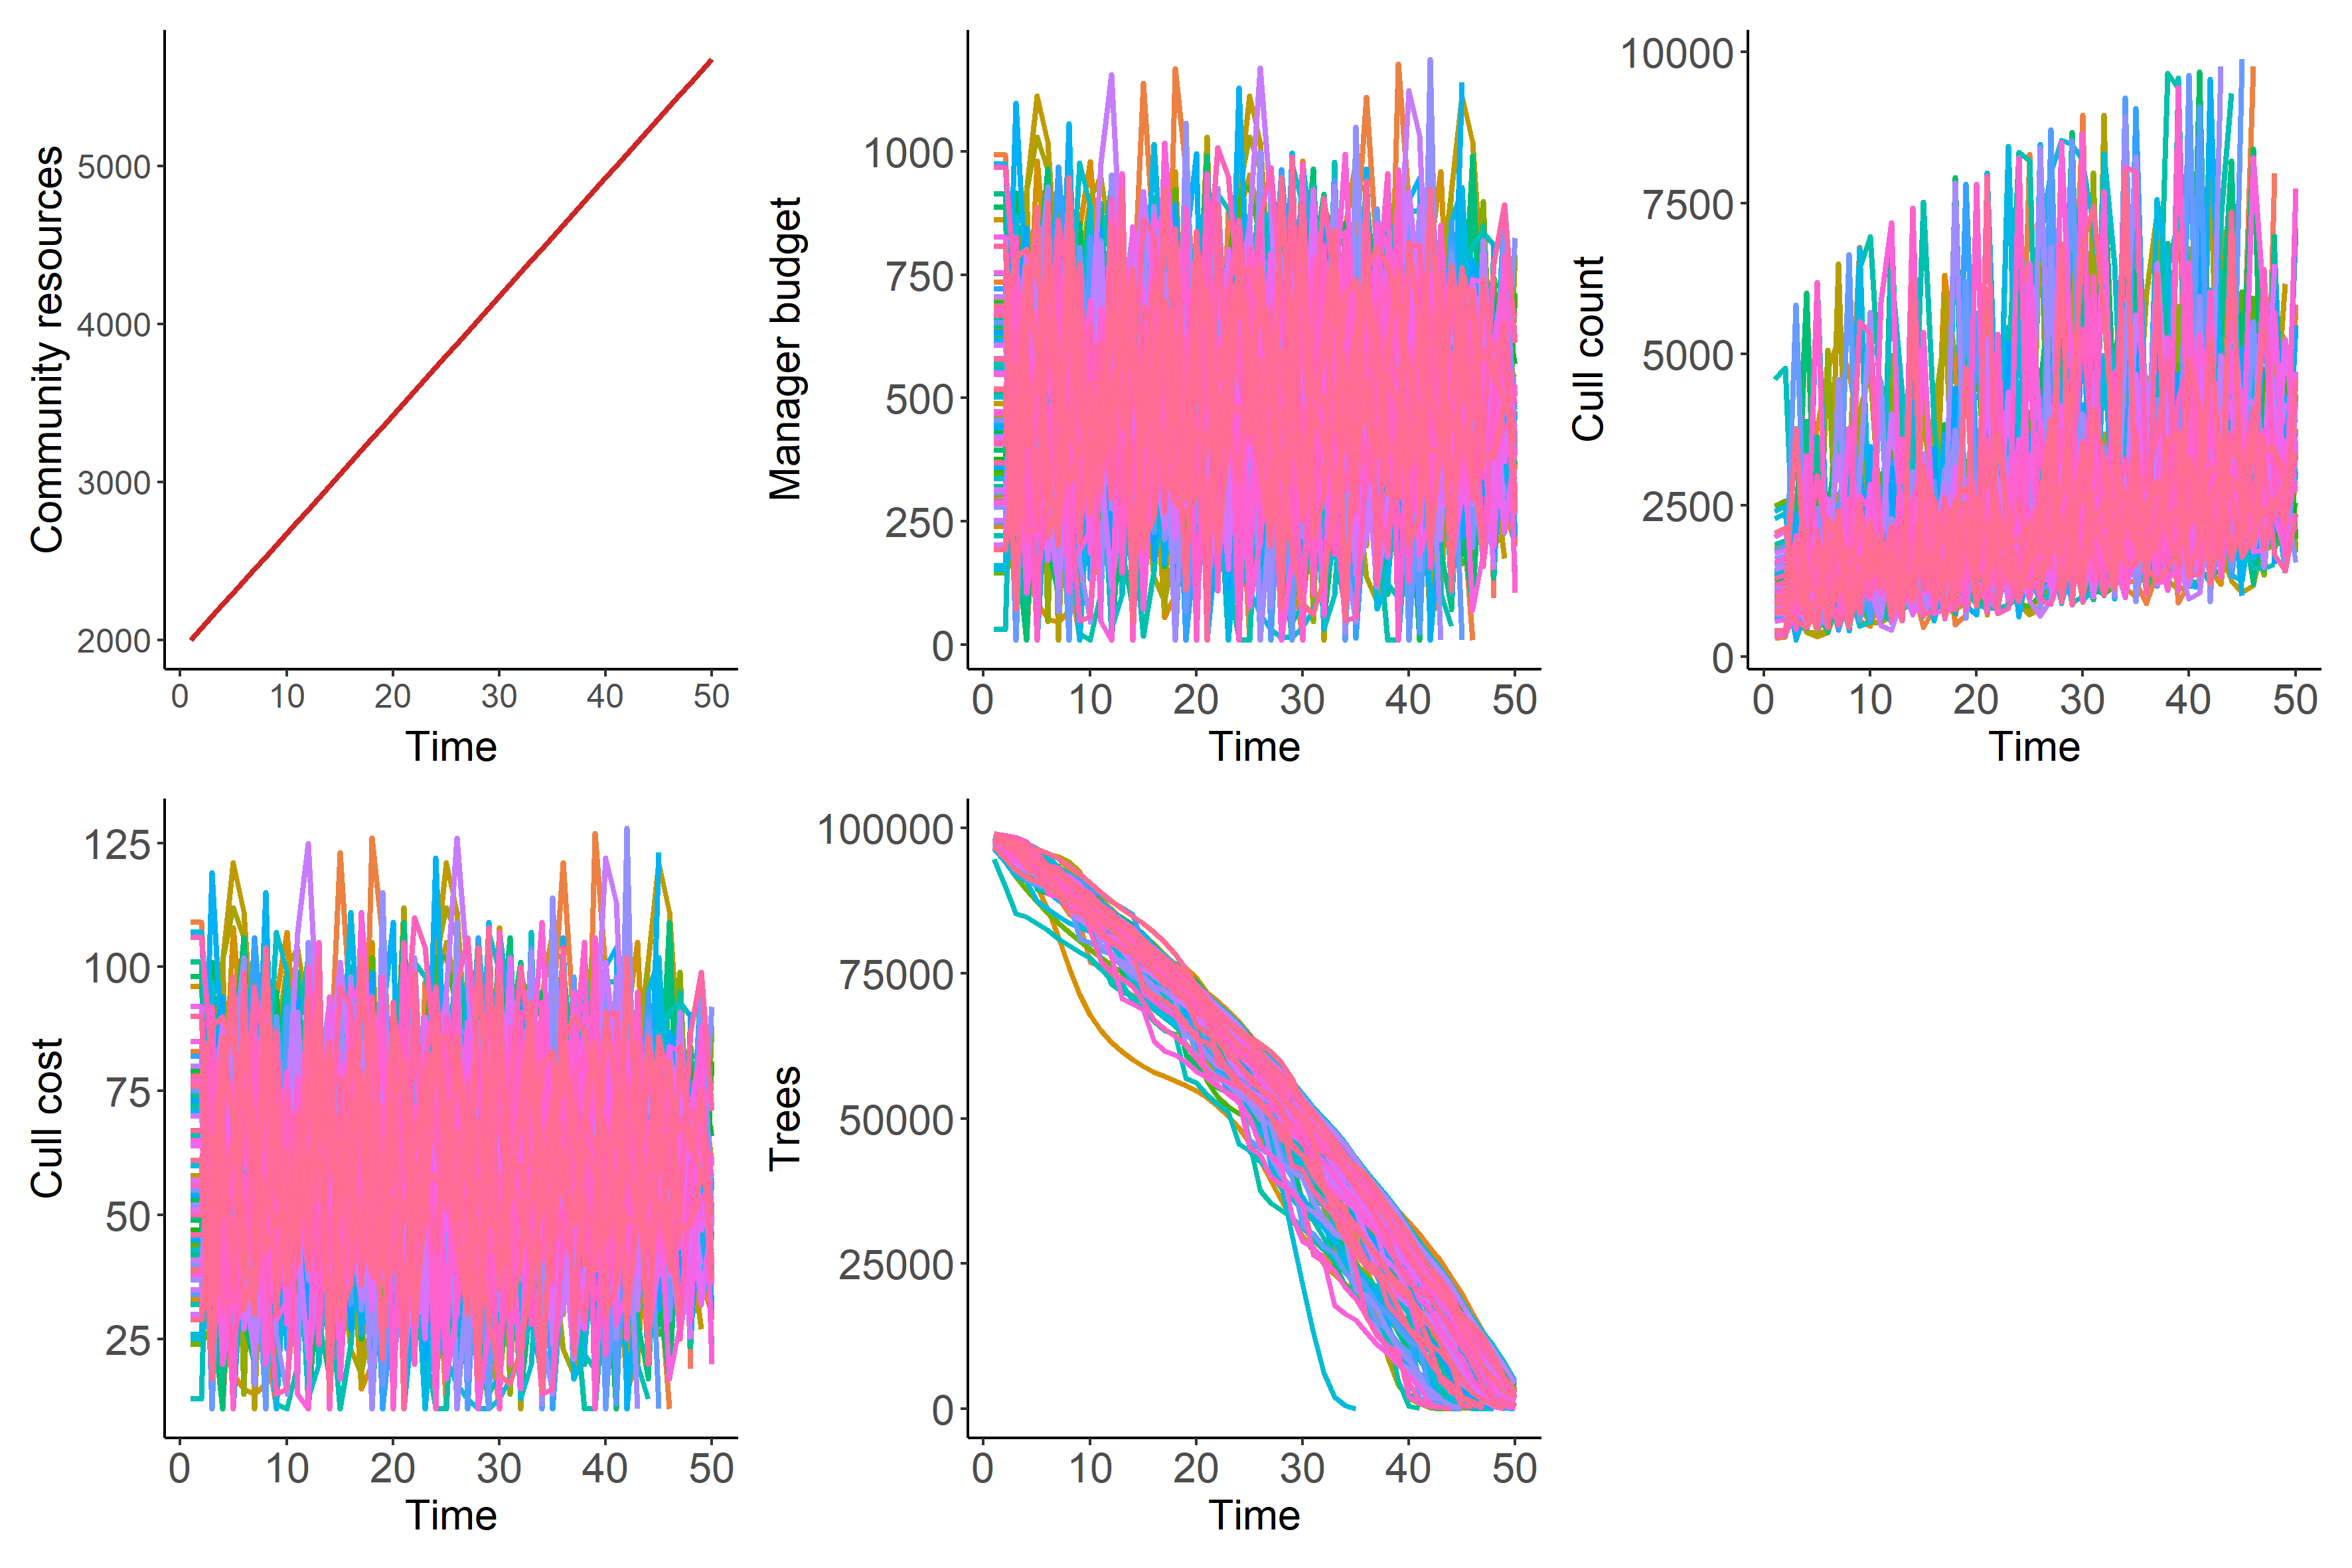 Community resources
5000
4000
3000
2000
0 10 20 30 40 50
Time
Manager budget
1000
750
500
250
0
0 10 20 30 40 50
Time
Cull count
10000
7500
5000
2500
0
0 10 20 30 40 50
Time
Cull cost
125
100
75
50
25
0 10 20 30 40 50
Time
Trees
100000
75000
50000
25000
0
0 10 20 30 40 50
Time